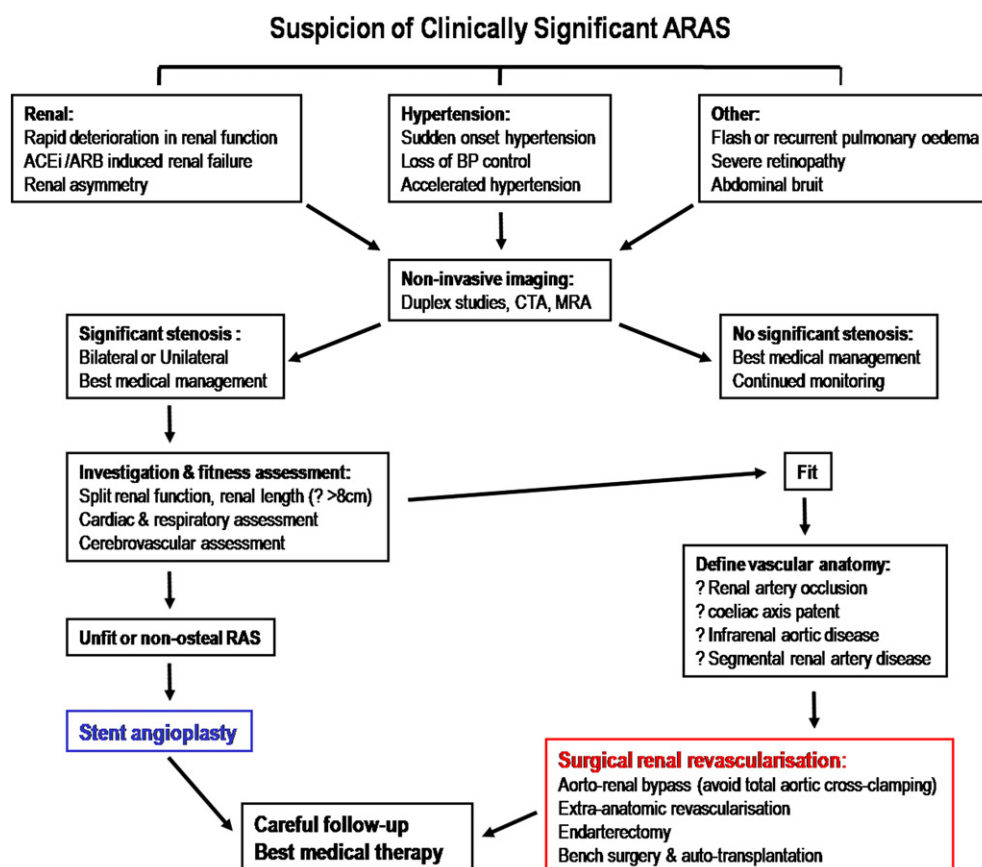 Suspicion of Clinically Significant ARAS
Renal:
Rapid deterioration in renal function
ACEi /ARB induced renal failure
Renal asymmetry
Hypertension:
Sudden onset hypertension
Loss of BP control
Accelerated hypertension
Other:
Flash or recurrent pulmonary oedema
Severe retinopathy
Abdominal bruit
Non-invasive imaging:
Duplex studies, CTA, MRA
Significant stenosis :
Bilateral or Unilateral
Best medical management
No significant stenosis:
Best medical management
Continued monitoring
Investigation & fitness assessment:
Split renal function, renal length (? >8cm)
Cardiac & respiratory assessment
Cerebrovascular assessment
Fit
Define vascular anatomy:
? Renal artery occlusion
? coeliac axis patent
? Infrarenal aortic disease
? Segmental renal artery disease
Unfit or non-osteal RAS
Stent angioplasty
Surgical renal revascularisation:
Aorto-renal bypass (avoid total aortic cross-clamping)
Extra-anatomic revascularisation
Endarterectomy
Bench surgery & auto-transplantation
Careful follow-up
Best medical therapy